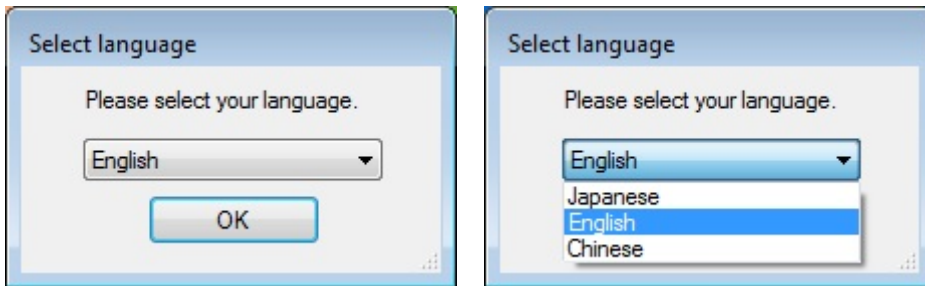 Select language
Please select your language.
English
OK
Select language
Please select your language.
English
Japanese
English
Chinese